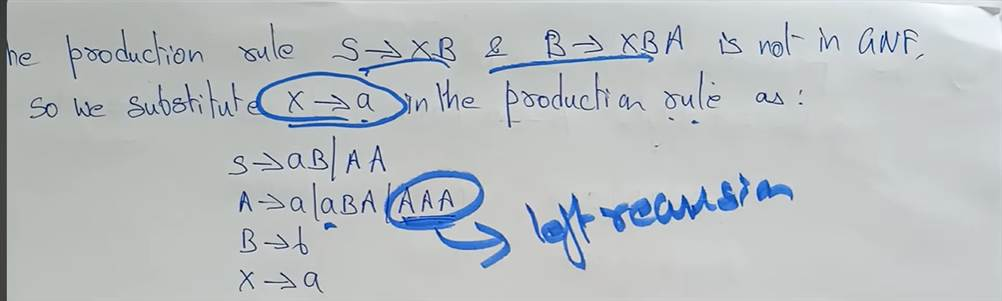 he production rule S→XB & B→XBA is not in GNF,
So we substitute X→a in the production rule as:
S→aB|AA
A→a|aBA|AAA
left recursion
B→b
X→a